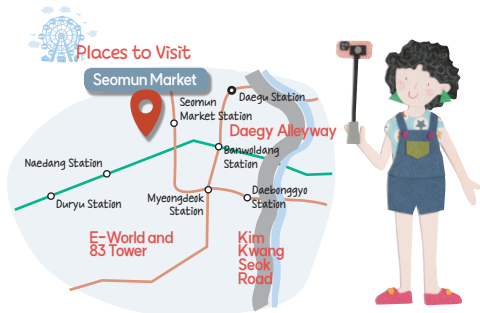 Places to Visit
Seomun Market
Seomun
Market Station
Daegu Station
Daegy Alleyway
Banwoldang
Station
Naedang Station
Duryu Station
Myeongdeok
Station
Daebonggyo
Station
E-World and
83 Tower
Kim
Kwang
Seok
Road